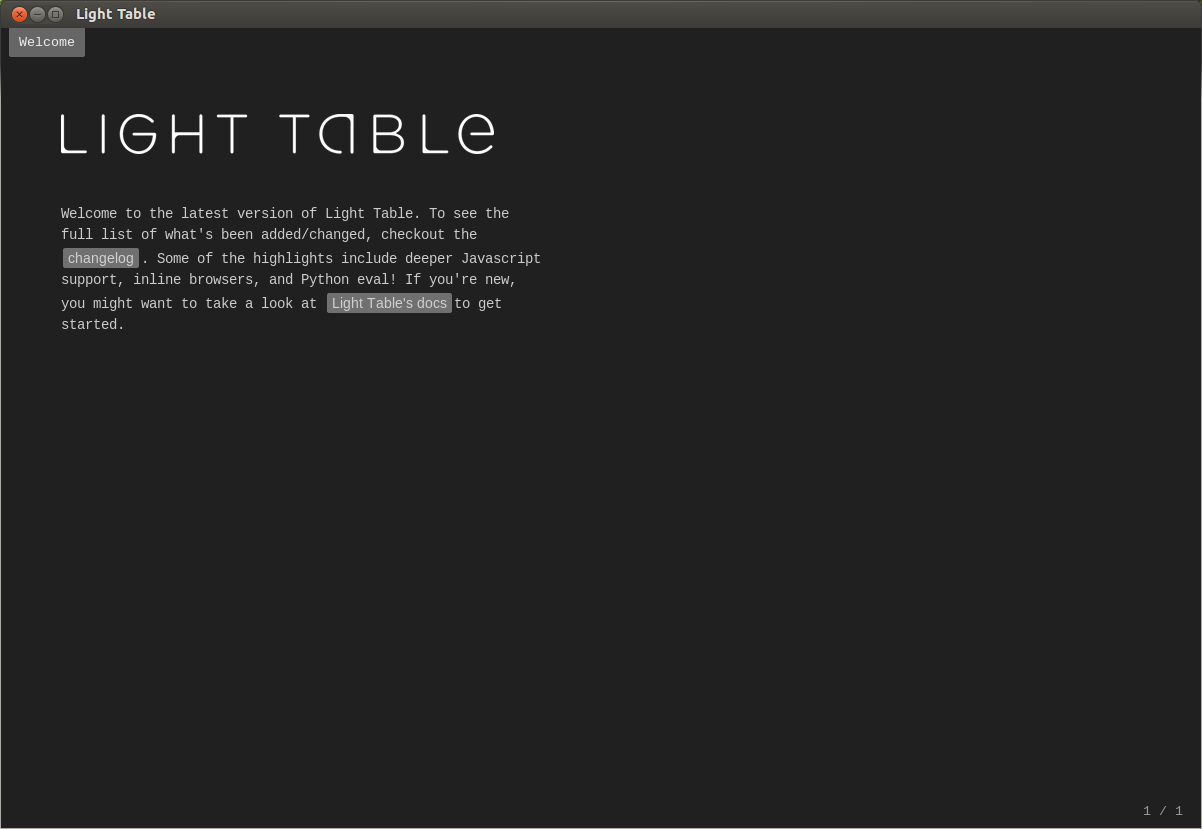 Light Table
Welcome
LIGHT TABLe
Welcome to the latest version of Light Table. To see the
full list of what's been added/changed, checkout the
changelog. Some of the highlights include deeper Javascript
support, inline browsers, and Python eval! If you're new,
you might want to take a look at Light Table's docs to get
started.
1 / 1